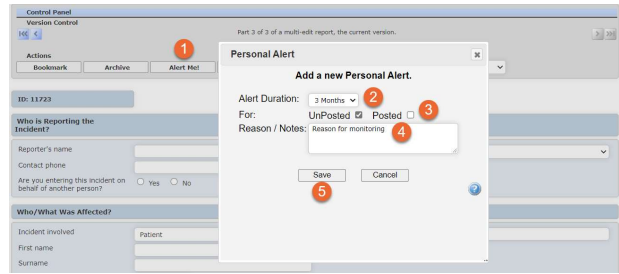 Control Panel
Version Control
Part 3 of 3 of a multi-edit report, the current version.
Actions
1
Bookmark Archive Alert Me!
Personal Alert
Add a new Personal Alert.
Alert Duration: 3 Months 2
For: UnPosted Posted 3
Reason / Notes: Reason for monitoring 4
Save Cancel
5
ID: 11723
Who is Reporting the
Incident?
Reporter's name
Contact phone
Are you entering this incident on
behalf of another person? Yes No
Who/What Was Affected?
Incident involved Patient
First name
Surname